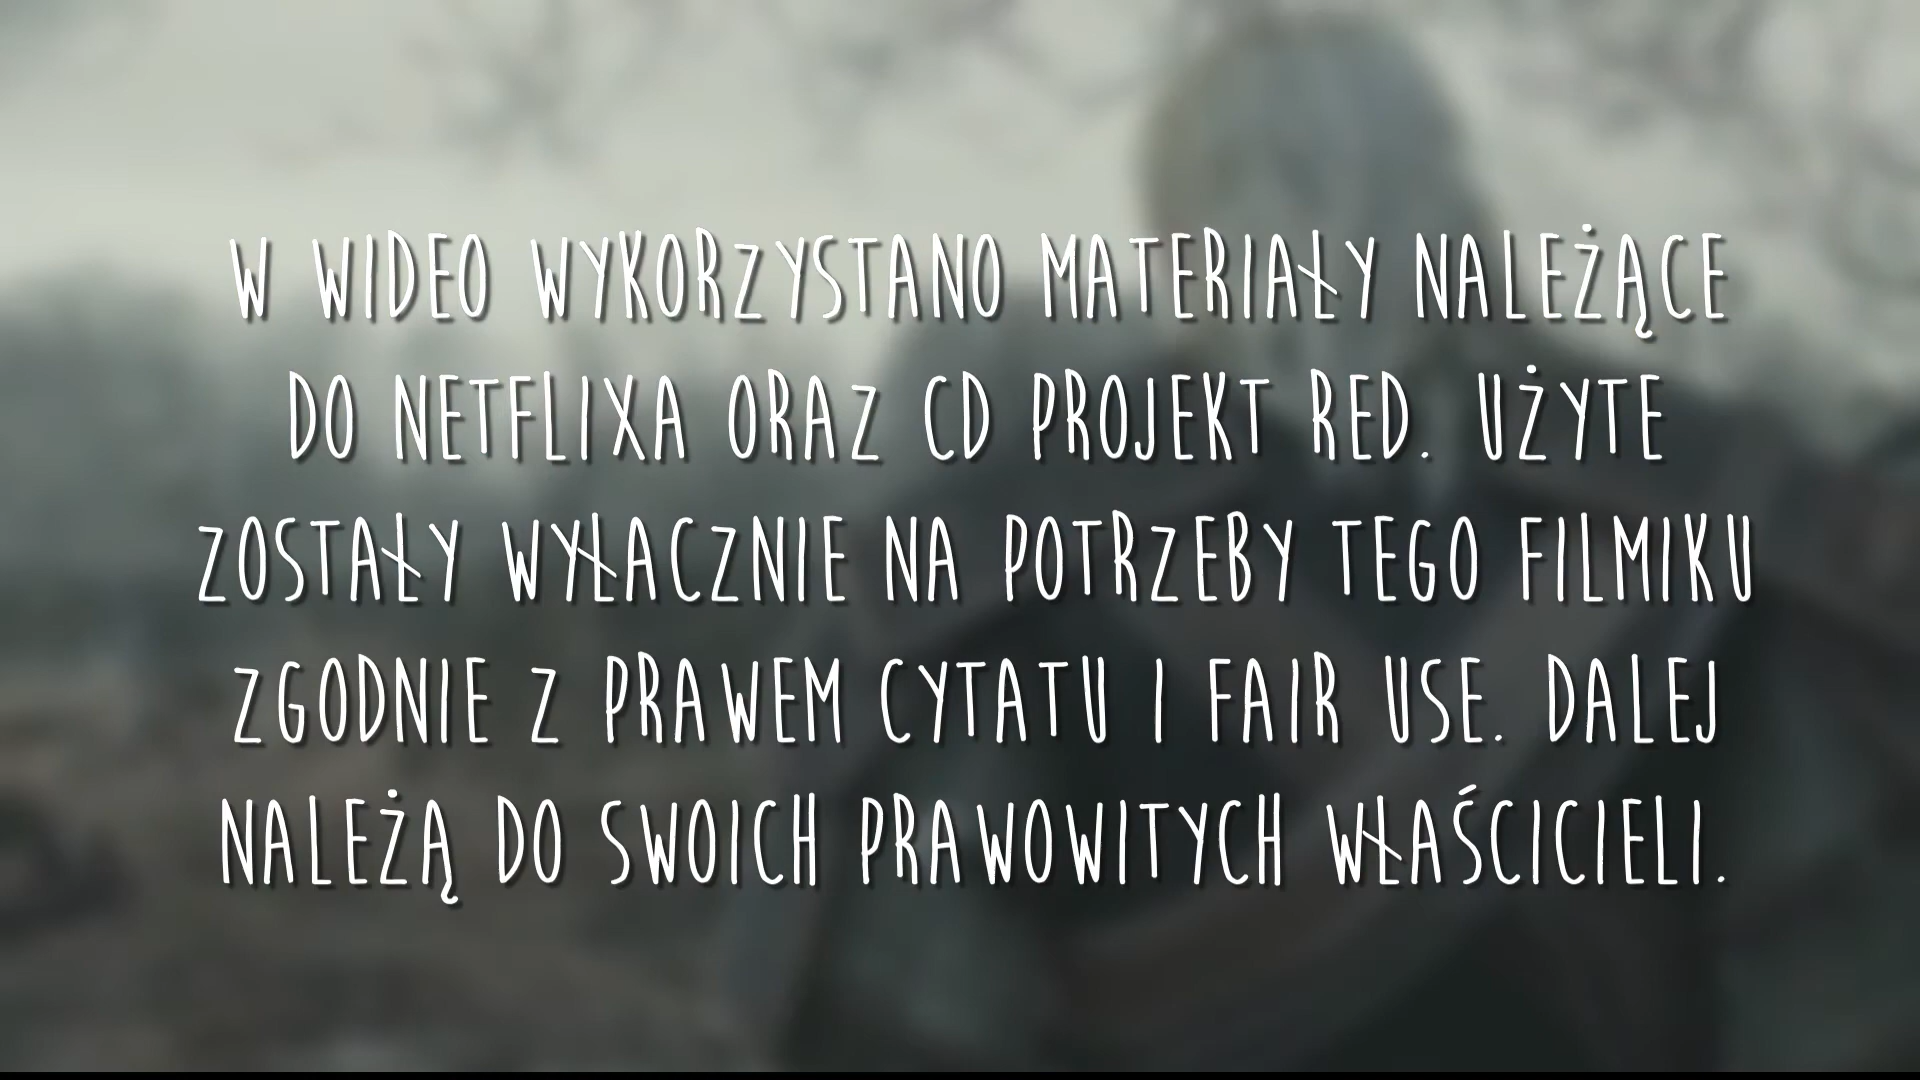 W WIDEO WYKORZYSTANO MATERIAŁY NALEŻĄCE
DO NETFLIXA ORAZ CD PROJEKT RED. UŻYTE
ZOSTAŁY WYŁACZNIE NA POTRZEBY TEGO FILMIKU
ZGODNIE Z PRAWEM CYTATU I FAIR USE. DALEJ
NALEŻĄ DO SWOICH PRAWOWITYCH WŁAŚCICIELI.